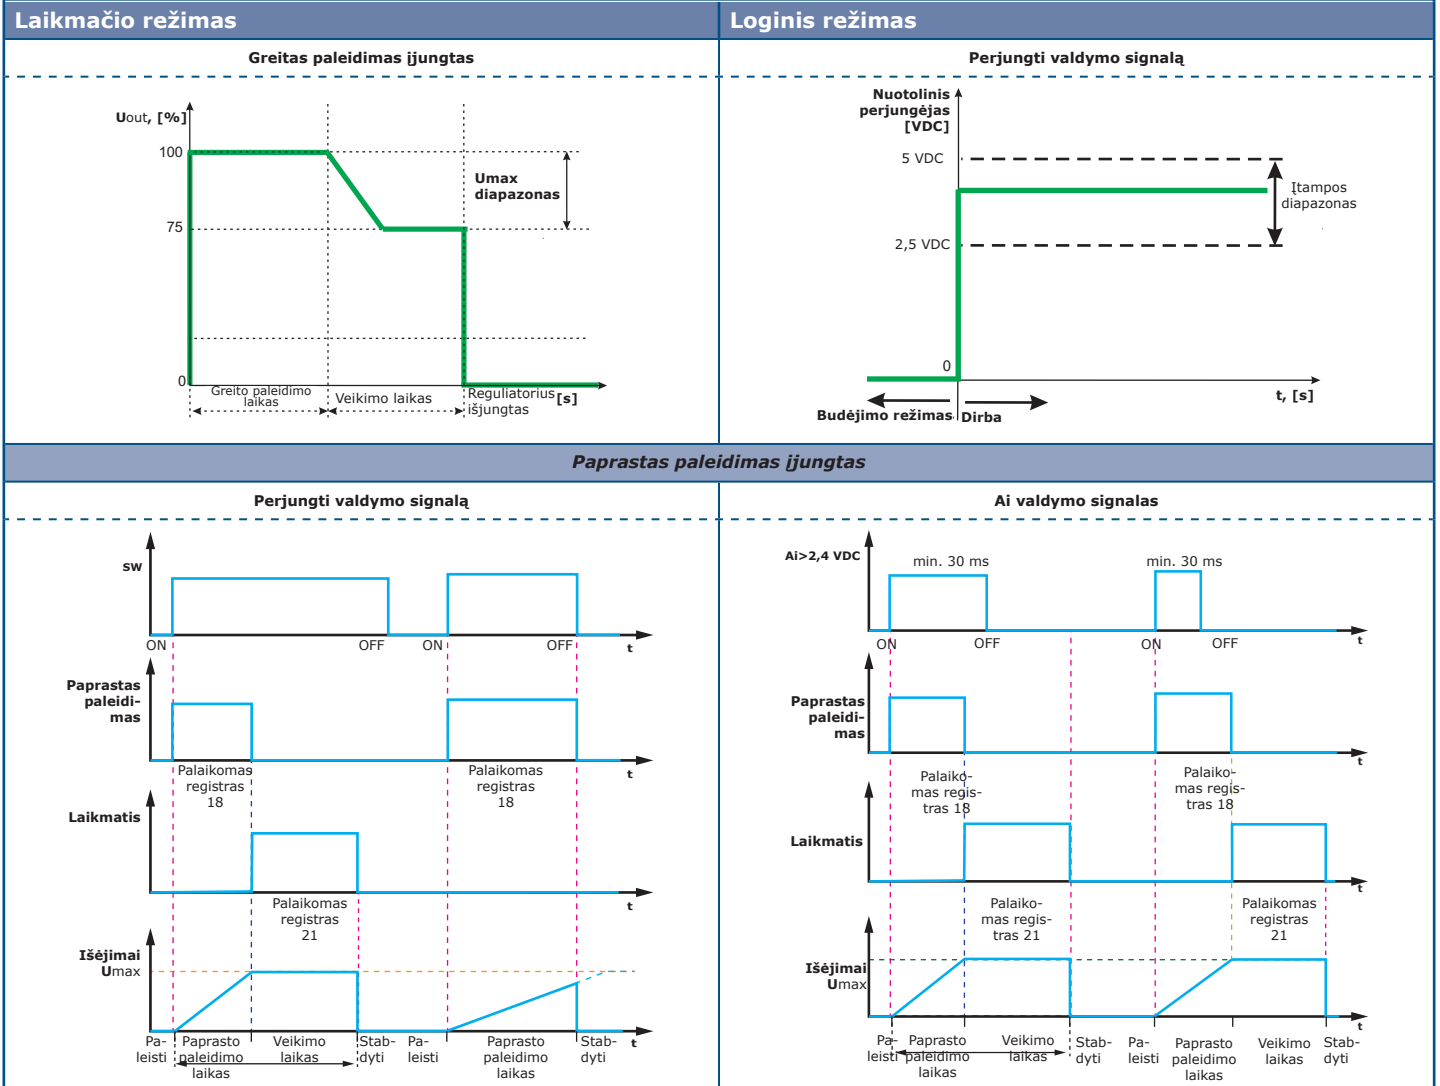 Laikmačio režimas
Loginis režimas
Greitas paleidimas įjungtas
Perjungti valdymo signalą
Uout, [%]
100
75
0
Umax
diapazonas
Greito paleidimo
laikas
Veikimo laikas
Reguliatorius
išjungtas
[s]
Nuotolinis
perjungėjas
[VDC]
5 VDC
2,5 VDC
0
Įtampos
diapazonas
t, [s]
Budėjimo režimas
Dirba
Paprastas paleidimas įjungtas
Perjungti valdymo signalą
Ai valdymo signalas
sw
ON
OFF
ON
OFF
t
Paprastas
paleidi-
mas
Palaikomas
registras
18
Palaikomas
registras
18
t
Laikmatis
Palaikomas
registras
21
t
Išėjimai
Umax
Pa-
leisti
Paprasto
paleidimo
laikas
Veikimo
laikas
Stab-
dyti
Pa-
leisti
Paprasto
paleidimo
laikas
Stab-
dyti
t
Ai>2,4 VDC
min. 30 ms
min. 30 ms
ON
OFF
ON
OFF
t
Paprastas
paleidi-
mas
Palaiko-
mas regis-
tras 18
Palaiko-
mas regis-
tras 18
t
Laikmatis
Palaiko-
mas regis-
tras 21
Palaikomas
registras
21
t
Išėjimai
Umax
Pa-
leisti
Paprasto
paleidimo
laikas
Veikimo
laikas
Stab-
dyti
Pa-
leisti
Paprasto
paleidimo
laikas
Veikimo
laikas
Stab-
dyti
t